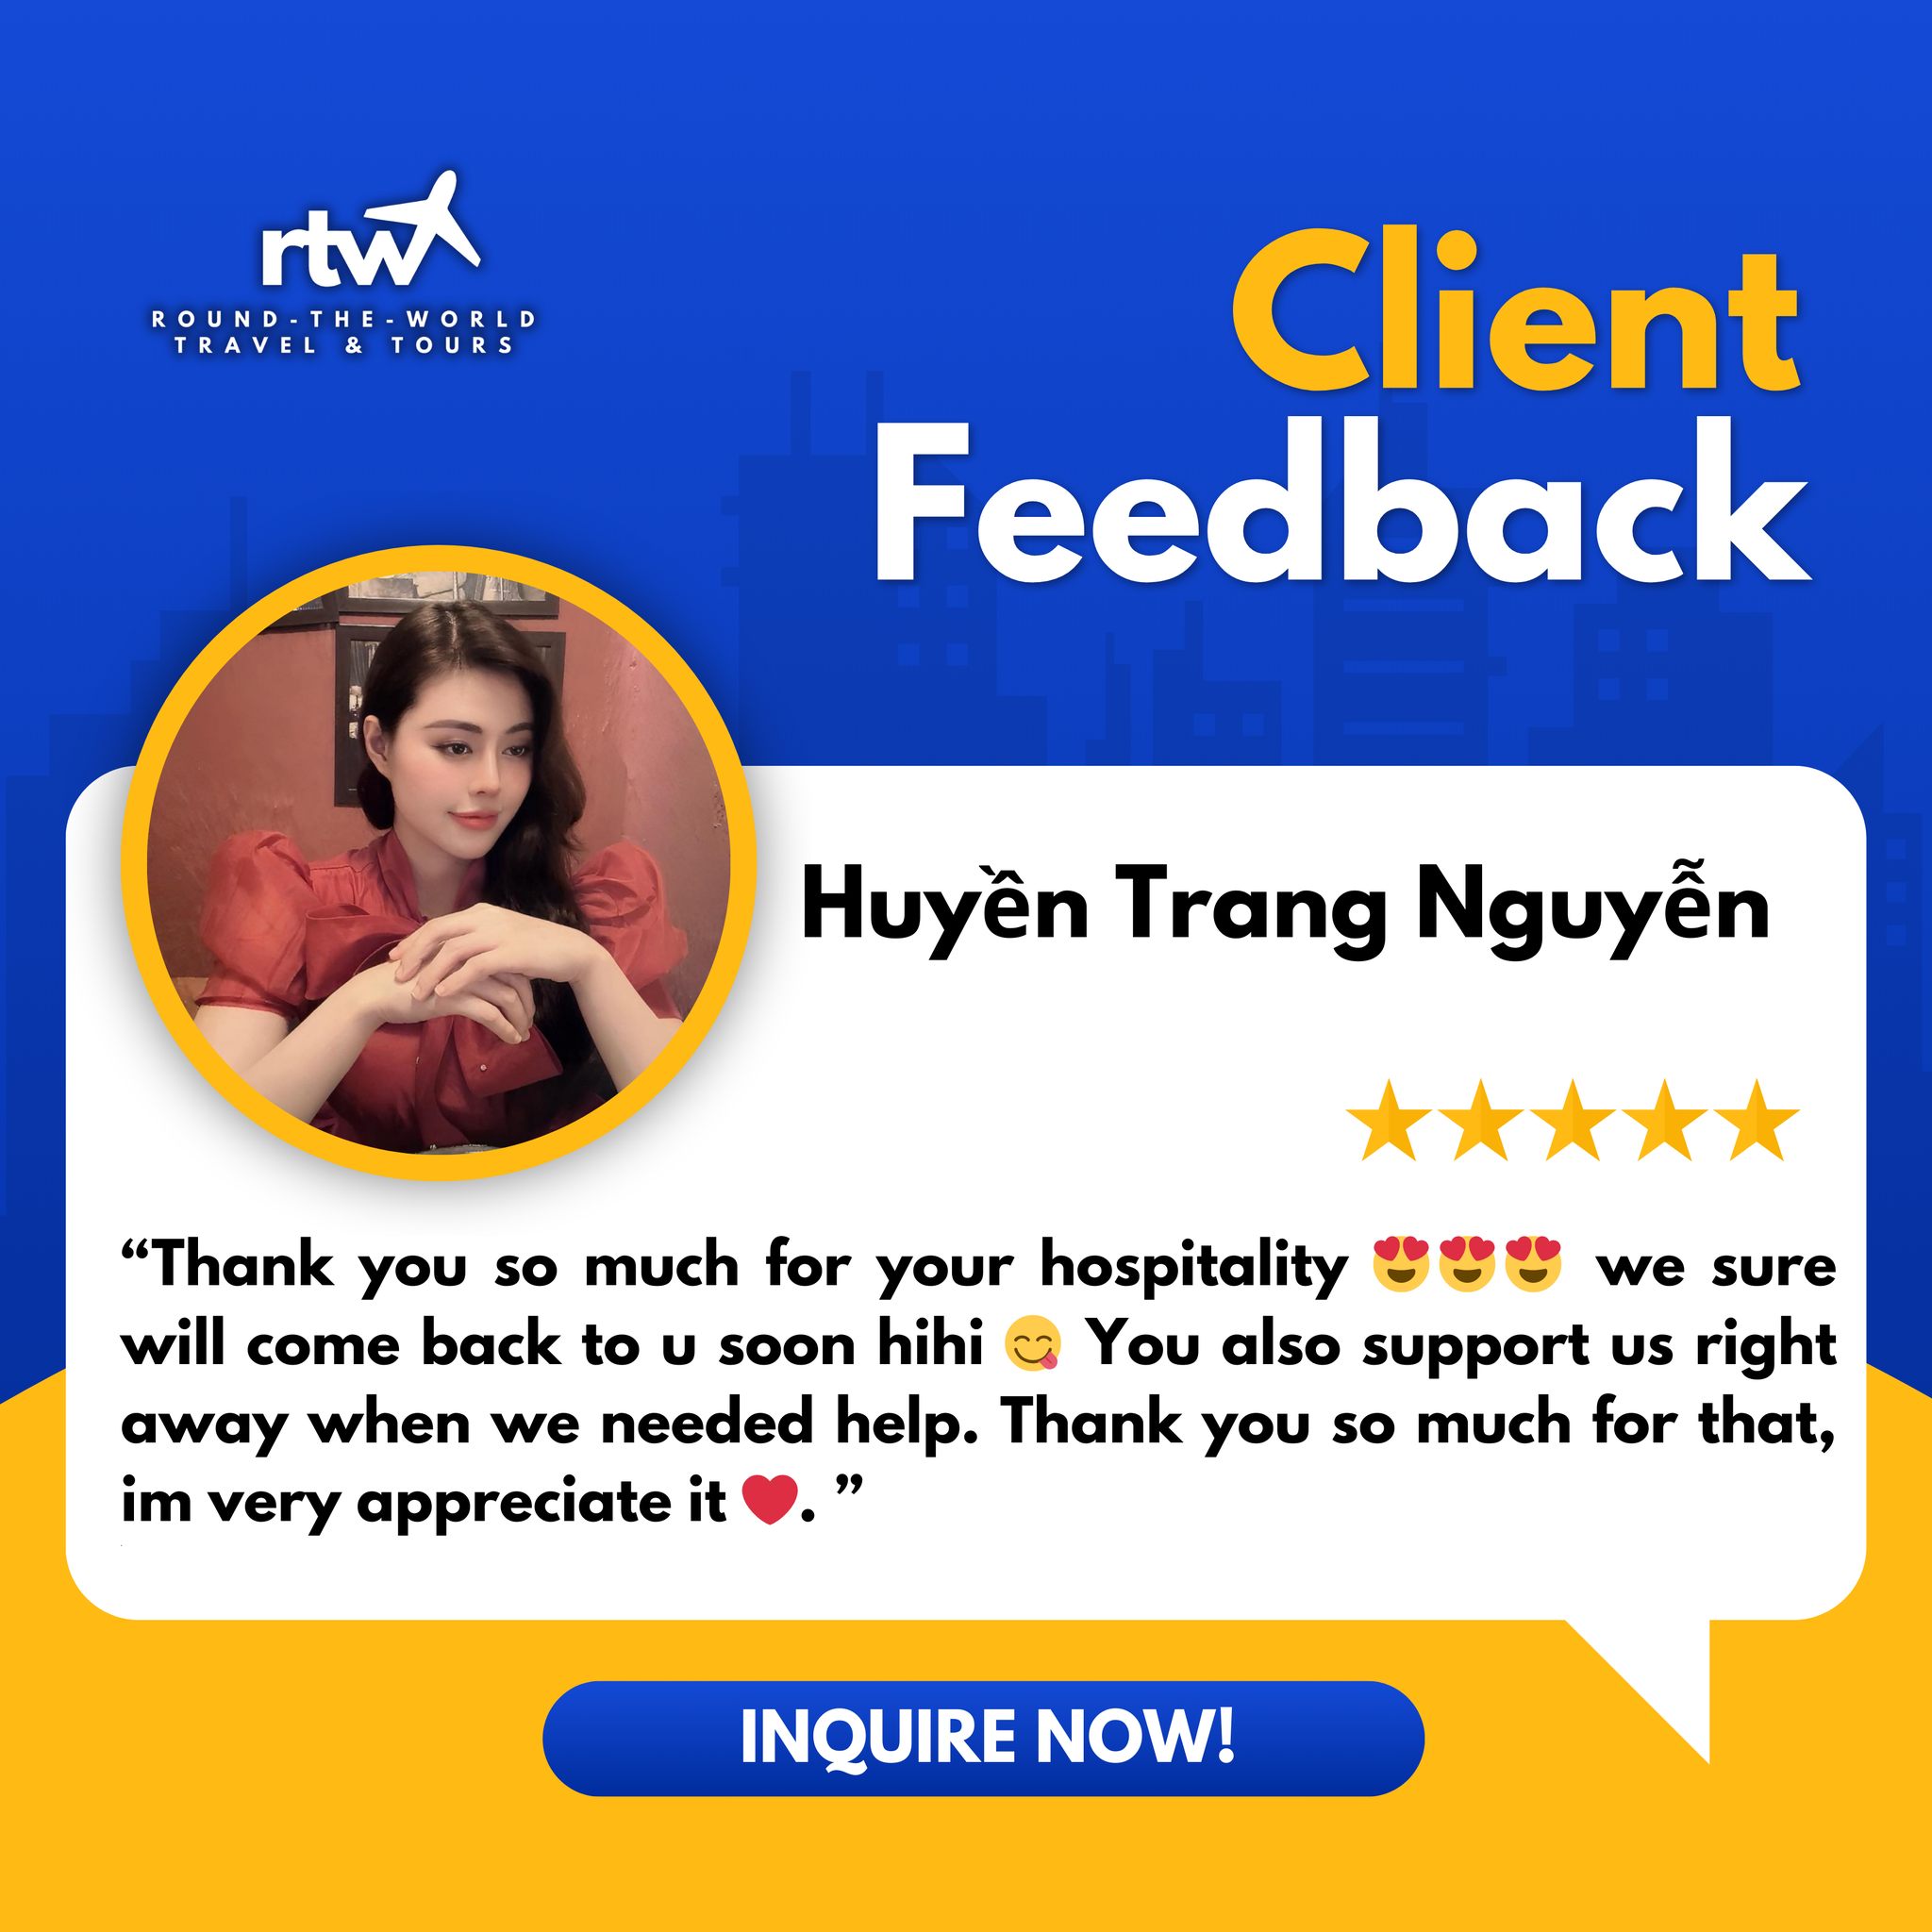 rtw
ROUND-THE-WORLD
TRAVEL & TOURS
Client
Feedback
Huyền Trang Nguyễn
“Thank you so much for your hospitality 😍😍😍 we sure
will come back to u soon hihi 😋 You also support us right
away when we needed help. Thank you so much for that,
im very appreciate it ❤️. ”
INQUIRE NOW!